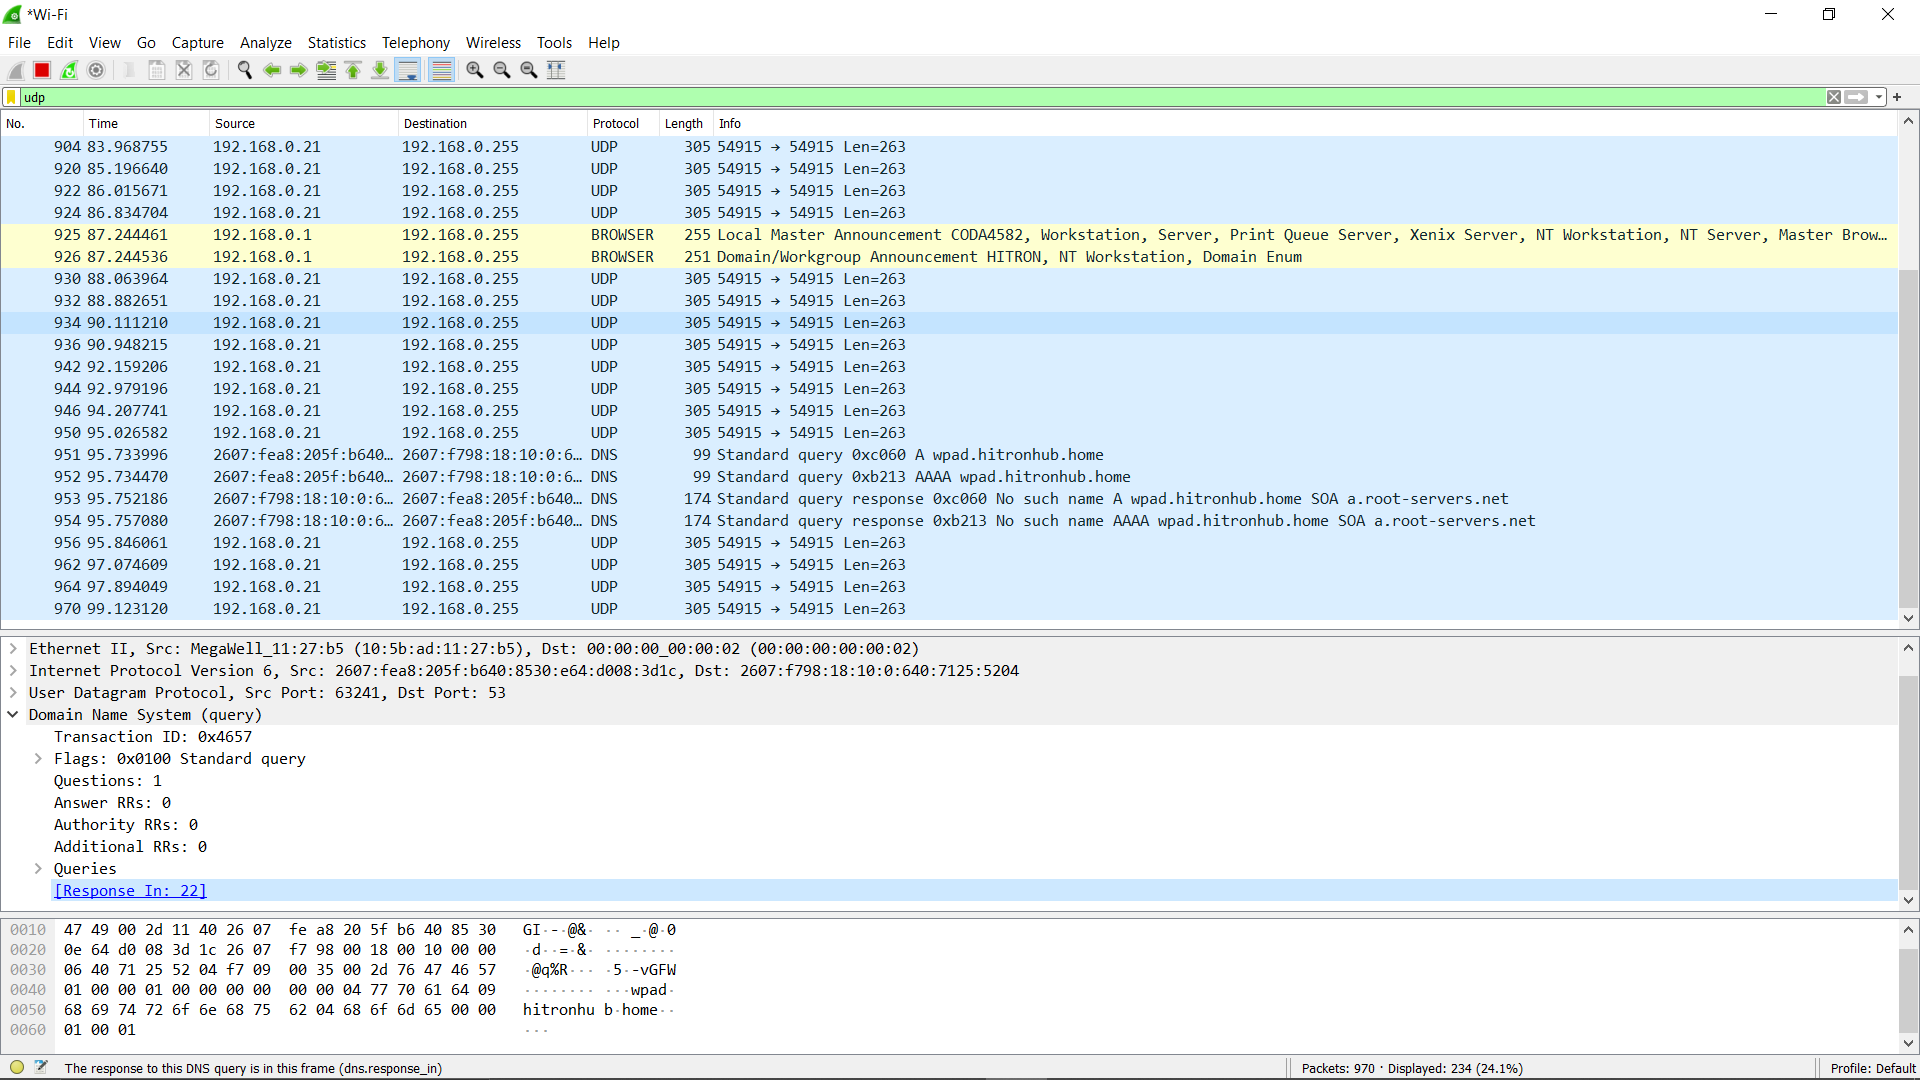 *Wi-Fi
File Edit View Go Capture Analyze Statistics Telephony Wireless Tools Help
udp
No. Time Source Destination Protocol Length Info
904 83.968755 192.168.0.21 192.168.0.255 UDP 305 54915 → 54915 Len=263
920 85.196640 192.168.0.21 192.168.0.255 UDP 305 54915 → 54915 Len=263
922 86.015671 192.168.0.21 192.168.0.255 UDP 305 54915 → 54915 Len=263
924 86.834704 192.168.0.21 192.168.0.255 UDP 305 54915 → 54915 Len=263
925 87.244461 192.168.0.1 192.168.0.255 BROWSER 255 Local Master Announcement CODA4582, Workstation, Server, Print Queue Server, Xenix Server, NT Workstation, NT Server, Master Brow…
926 87.244536 192.168.0.1 192.168.0.255 BROWSER 251 Domain/Workgroup Announcement HITRON, NT Workstation, Domain Enum
930 88.063964 192.168.0.21 192.168.0.255 UDP 305 54915 → 54915 Len=263
932 88.882651 192.168.0.21 192.168.0.255 UDP 305 54915 → 54915 Len=263
934 90.111210 192.168.0.21 192.168.0.255 UDP 305 54915 → 54915 Len=263
936 90.948215 192.168.0.21 192.168.0.255 UDP 305 54915 → 54915 Len=263
942 92.159206 192.168.0.21 192.168.0.255 UDP 305 54915 → 54915 Len=263
944 92.979196 192.168.0.21 192.168.0.255 UDP 305 54915 → 54915 Len=263
946 94.207741 192.168.0.21 192.168.0.255 UDP 305 54915 → 54915 Len=263
950 95.026582 192.168.0.21 192.168.0.255 UDP 305 54915 → 54915 Len=263
951 95.733996 2607:fea8:205f:b640… 2607:f798:18:10:0:6… DNS 99 Standard query 0xc060 A wpad.hitronhub.home
952 95.734470 2607:fea8:205f:b640… 2607:f798:18:10:0:6… DNS 99 Standard query 0xb213 AAAA wpad.hitronhub.home
953 95.752186 2607:f798:18:10:0:6… 2607:fea8:205f:b640… DNS 174 Standard query response 0xc060 No such name A wpad.hitronhub.home SOA a.root-servers.net
954 95.757080 2607:f798:18:10:0:6… 2607:fea8:205f:b640… DNS 174 Standard query response 0xb213 No such name AAAA wpad.hitronhub.home SOA a.root-servers.net
956 95.846061 192.168.0.21 192.168.0.255 UDP 305 54915 → 54915 Len=263
962 97.074609 192.168.0.21 192.168.0.255 UDP 305 54915 → 54915 Len=263
964 97.894049 192.168.0.21 192.168.0.255 UDP 305 54915 → 54915 Len=263
970 99.123120 192.168.0.21 192.168.0.255 UDP 305 54915 → 54915 Len=263
Ethernet II, Src: MegaWell_11:27:b5 (10:5b:ad:11:27:b5), Dst: 00:00:00_00:00:02 (00:00:00:00:00:02)
Internet Protocol Version 6, Src: 2607:fea8:205f:b640:8530:e64:d008:3d1c, Dst: 2607:f798:18:10:0:640:7125:5204
User Datagram Protocol, Src Port: 63241, Dst Port: 53
Domain Name System (query)
Transaction ID: 0x4657
Flags: 0x0100 Standard query
Questions: 1
Answer RRs: 0
Authority RRs: 0
Additional RRs: 0
Queries
[Response In: 22]
0010 47 49 00 2d 11 40 26 07 fe a8 20 5f b6 40 85 30 GI·-·@&· ·· _·@·0
0020 0e 64 d0 08 3d 1c 26 07 f7 98 00 18 00 10 00 00 ·d··=·&· ········
0030 06 40 71 25 52 04 f7 09 00 35 00 2d 76 47 46 57 ·@q%R··· ·5·-vGFW
0040 01 00 00 01 00 00 00 00 00 00 04 77 70 61 64 09 ········ ···wpad·
0050 68 69 74 72 6f 6e 68 75 62 04 68 6f 6d 65 00 00 hitronhu b·home··
0060 01 00 01 ···
The response to this DNS query is in this frame (dns.response_in)
Packets: 970 · Displayed: 234 (24.1%)
Profile: Default